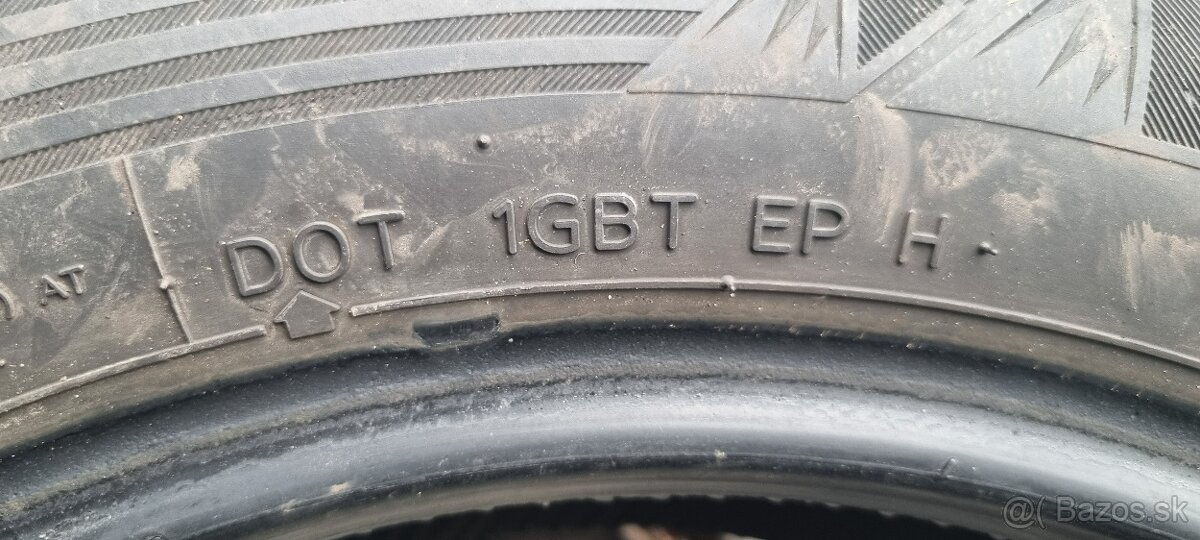 DOT 1GBT EP H
AT
@( Bazos.sk